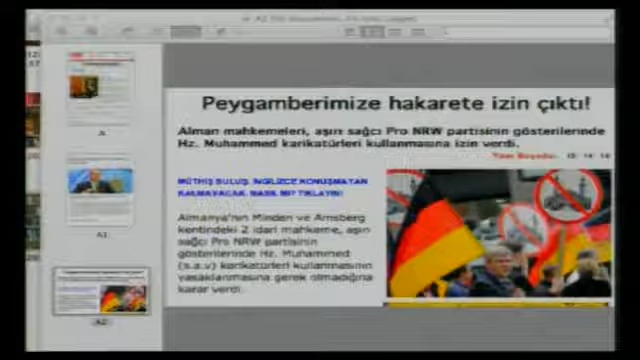 Peygamberimize hakarete izin çıktı!
Alman mahkemeleri, aşırı sağcı Pro NRW partisinin gösterilerinde
Hz. Muhammed karikatürleri kullanmasına izin verdi.
MÜTHİŞ BULUŞ, İNGİLİZCE KONUŞMAYAN
KALMAYACAK. NASIL MI? TIKLAYIN!
Almanya'nın Minden ve Arnsberg
kentindeki 2 idari mahkeme, aşırı
sağcı Pro NRW partisinin
gösterilerinde Hz. Muhammed
(s.a.v) karikatürleri kullanmasının
yasaklanmasına gerek olmadığına
karar verdi.